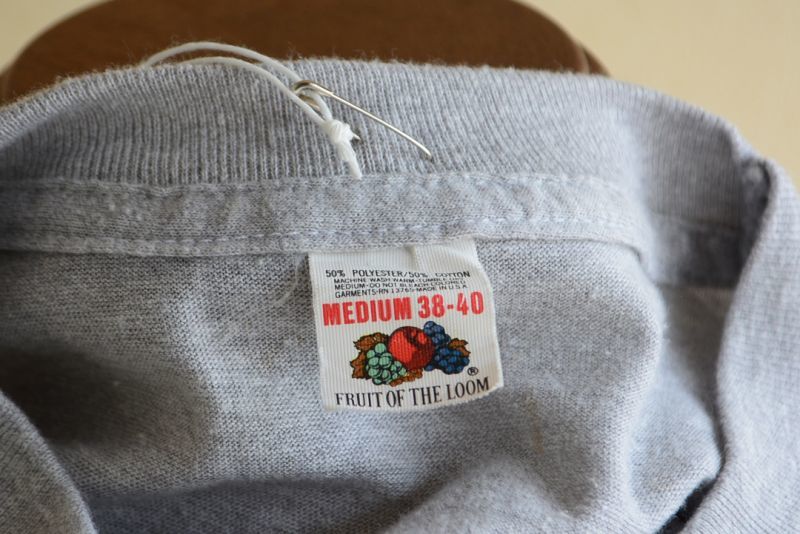 50% POLYESTER/50% COTTON
MACHINE WASH WARM-TUMBLE DRY
MEDIUM-DO NOT BLEACH COLORED
GARMENTS-RN 13765-MADE IN U.S.A
MEDIUM 38-40
®
FRUIT OF THE LOOM